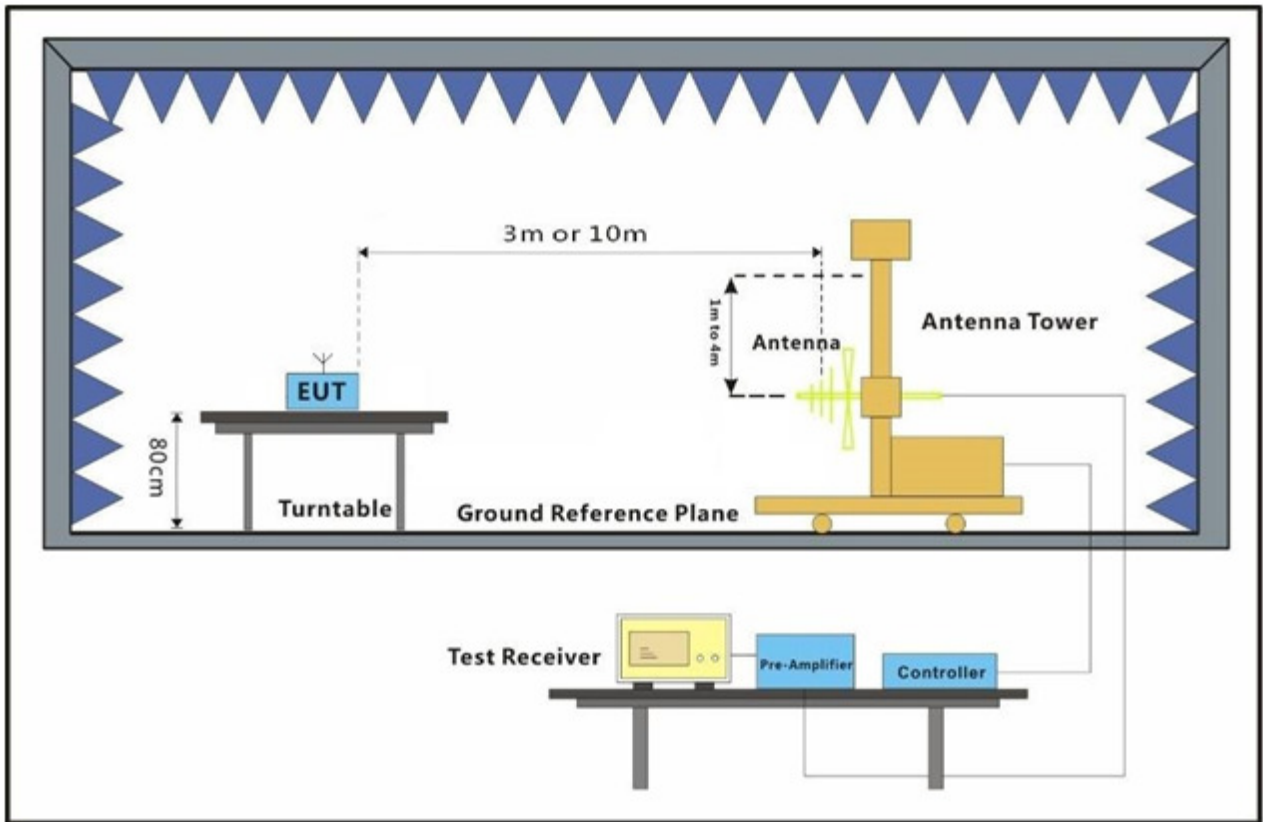 3m or 10m
1m to 4m
Antenna
Antenna Tower
EUT
80cm
Turntable
Ground Reference Plane
Test Receiver
Pre-Amplifier
Controller